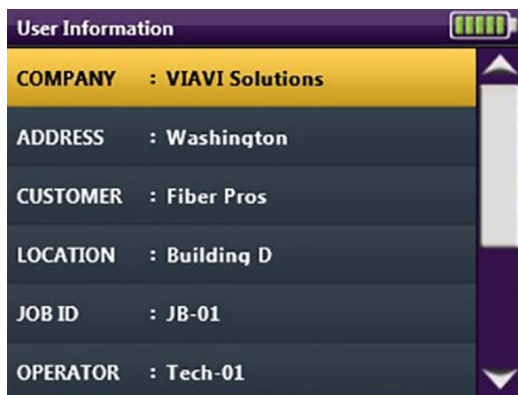 User Information
COMPANY : VIAVI Solutions
ADDRESS : Washington
CUSTOMER : Fiber Pros
LOCATION : Building D
JOB ID : JB-01
OPERATOR : Tech-01